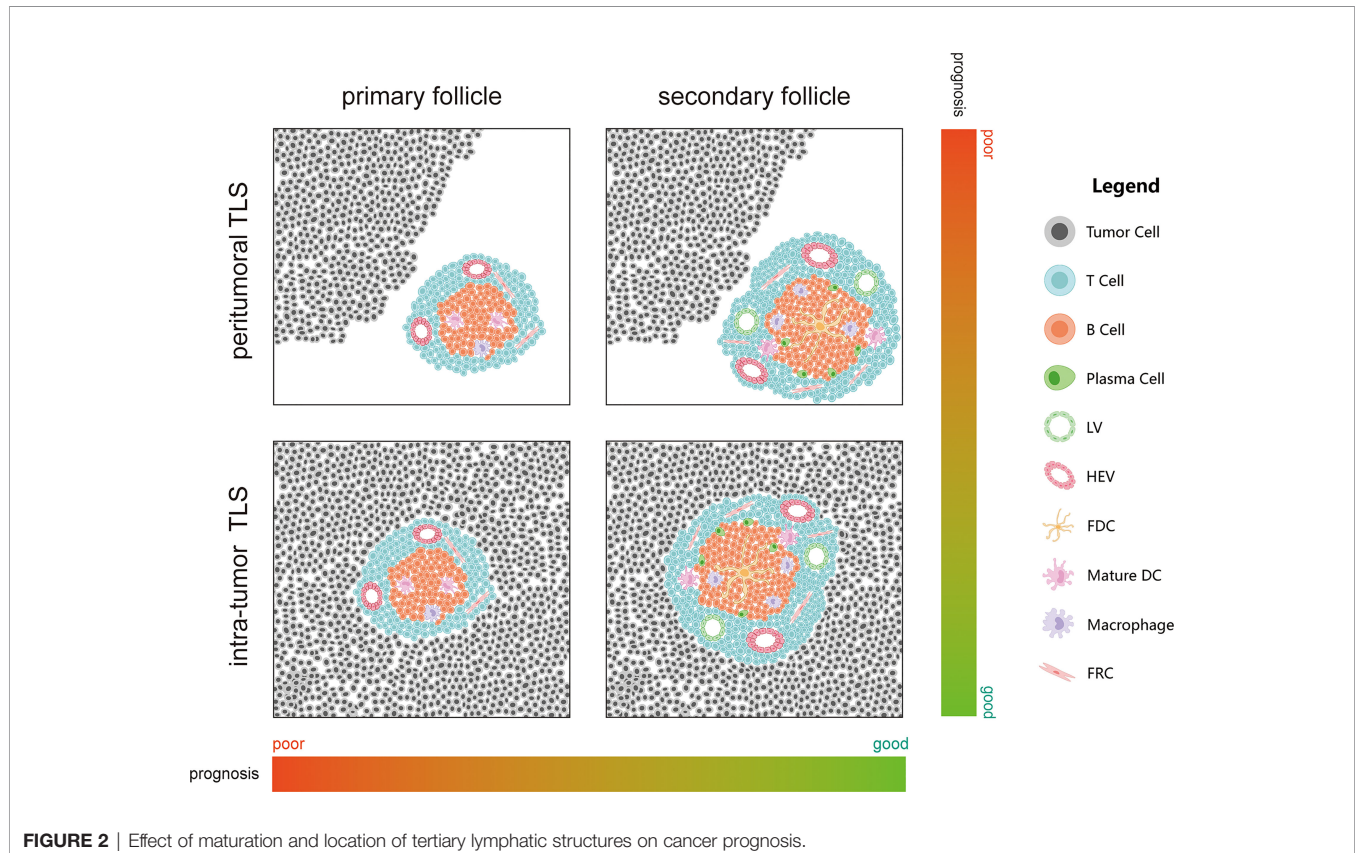 primary follicle
secondary follicle
prognosis
poor
good
peritumoral TLS
intra-tumor TLS
Legend
Tumor Cell
T Cell
B Cell
Plasma Cell
LV
HEV
FDC
Mature DC
Macrophage
FRC
poor
good
prognosis
FIGURE 2 | Effect of maturation and location of tertiary lymphatic structures on cancer prognosis.